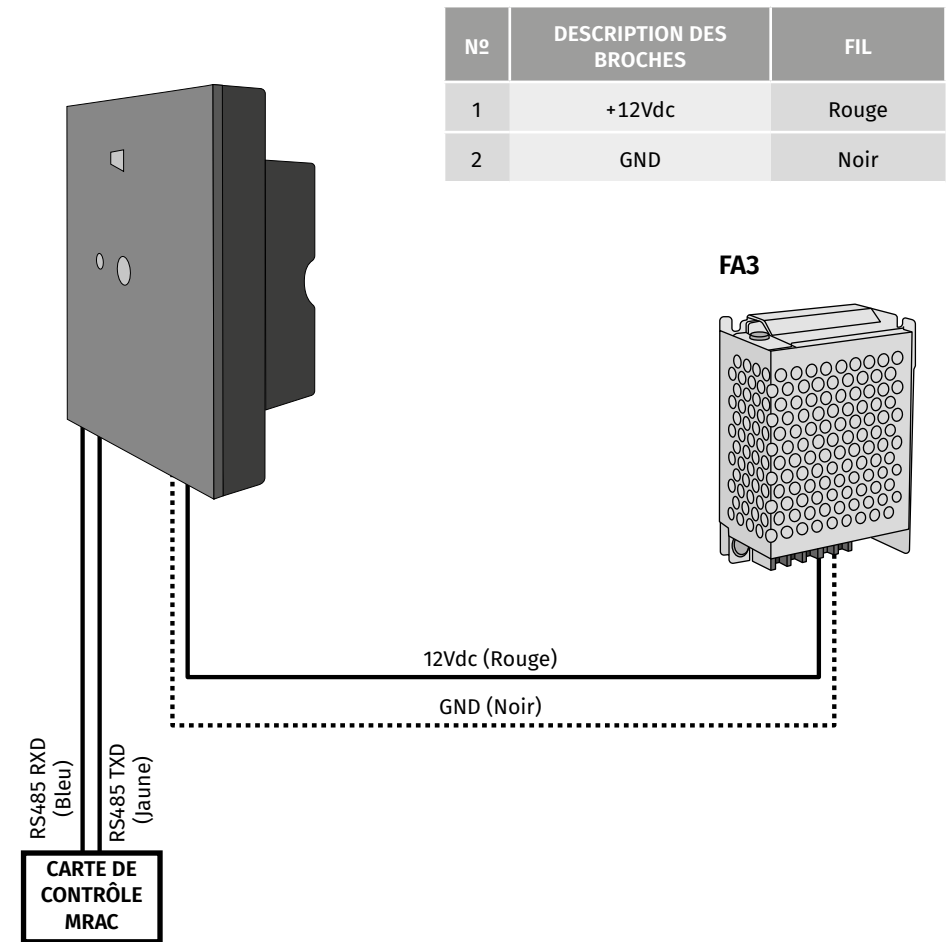 Nº
DESCRIPTION DES
BROCHES
FIL
1
+12Vdc
Rouge
2
GND
Noir
FA3
12Vdc (Rouge)
GND (Noir)
RS485 RXD
(Bleu)
RS485 TXD
(Jaune)
CARTE DE
CONTRÔLE
MRAC